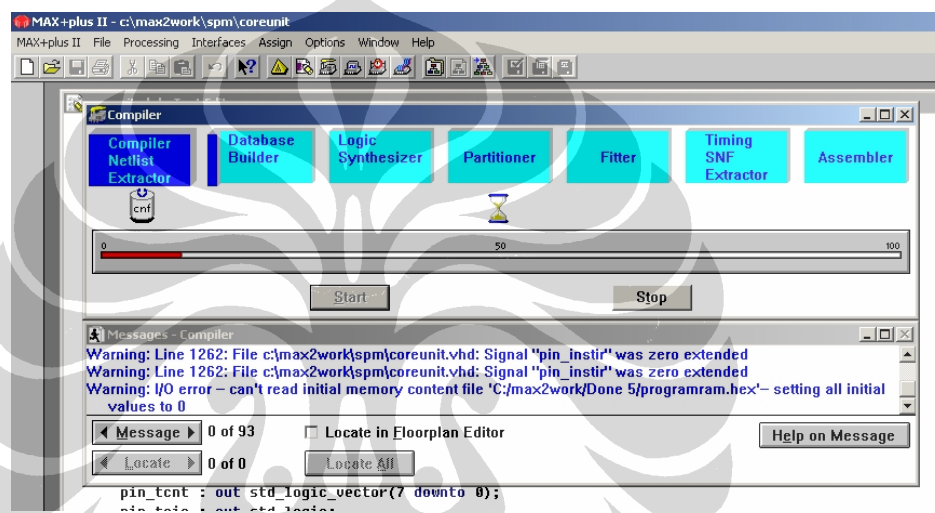 MAX+plus II - c:\max2work\spm\coreunit
MAX+plus II File Processing Interfaces Assign Options Window Help
Compiler
Compiler Netlist Extractor
Database Builder
Logic Synthesizer
Partitioner
Fitter
Timing SNF Extractor
Assembler
cnf
0 50 100
Start Stop
Messages - Compiler
Warning: Line 1262: File c:\max2work\spm\coreunit.vhd: Signal "pin_instir" was zero extended
Warning: Line 1262: File c:\max2work\spm\coreunit.vhd: Signal "pin_instir" was zero extended
Warning: I/O error – can't read initial memory content file 'C:/max2work/Done 5/programram.hex'– setting all initial
values to 0
Message 0 of 93 Locate in Floorplan Editor Help on Message
Locate 0 of 0 Locate All
pin_tcnt : out std_logic_vector(7 downto 0);